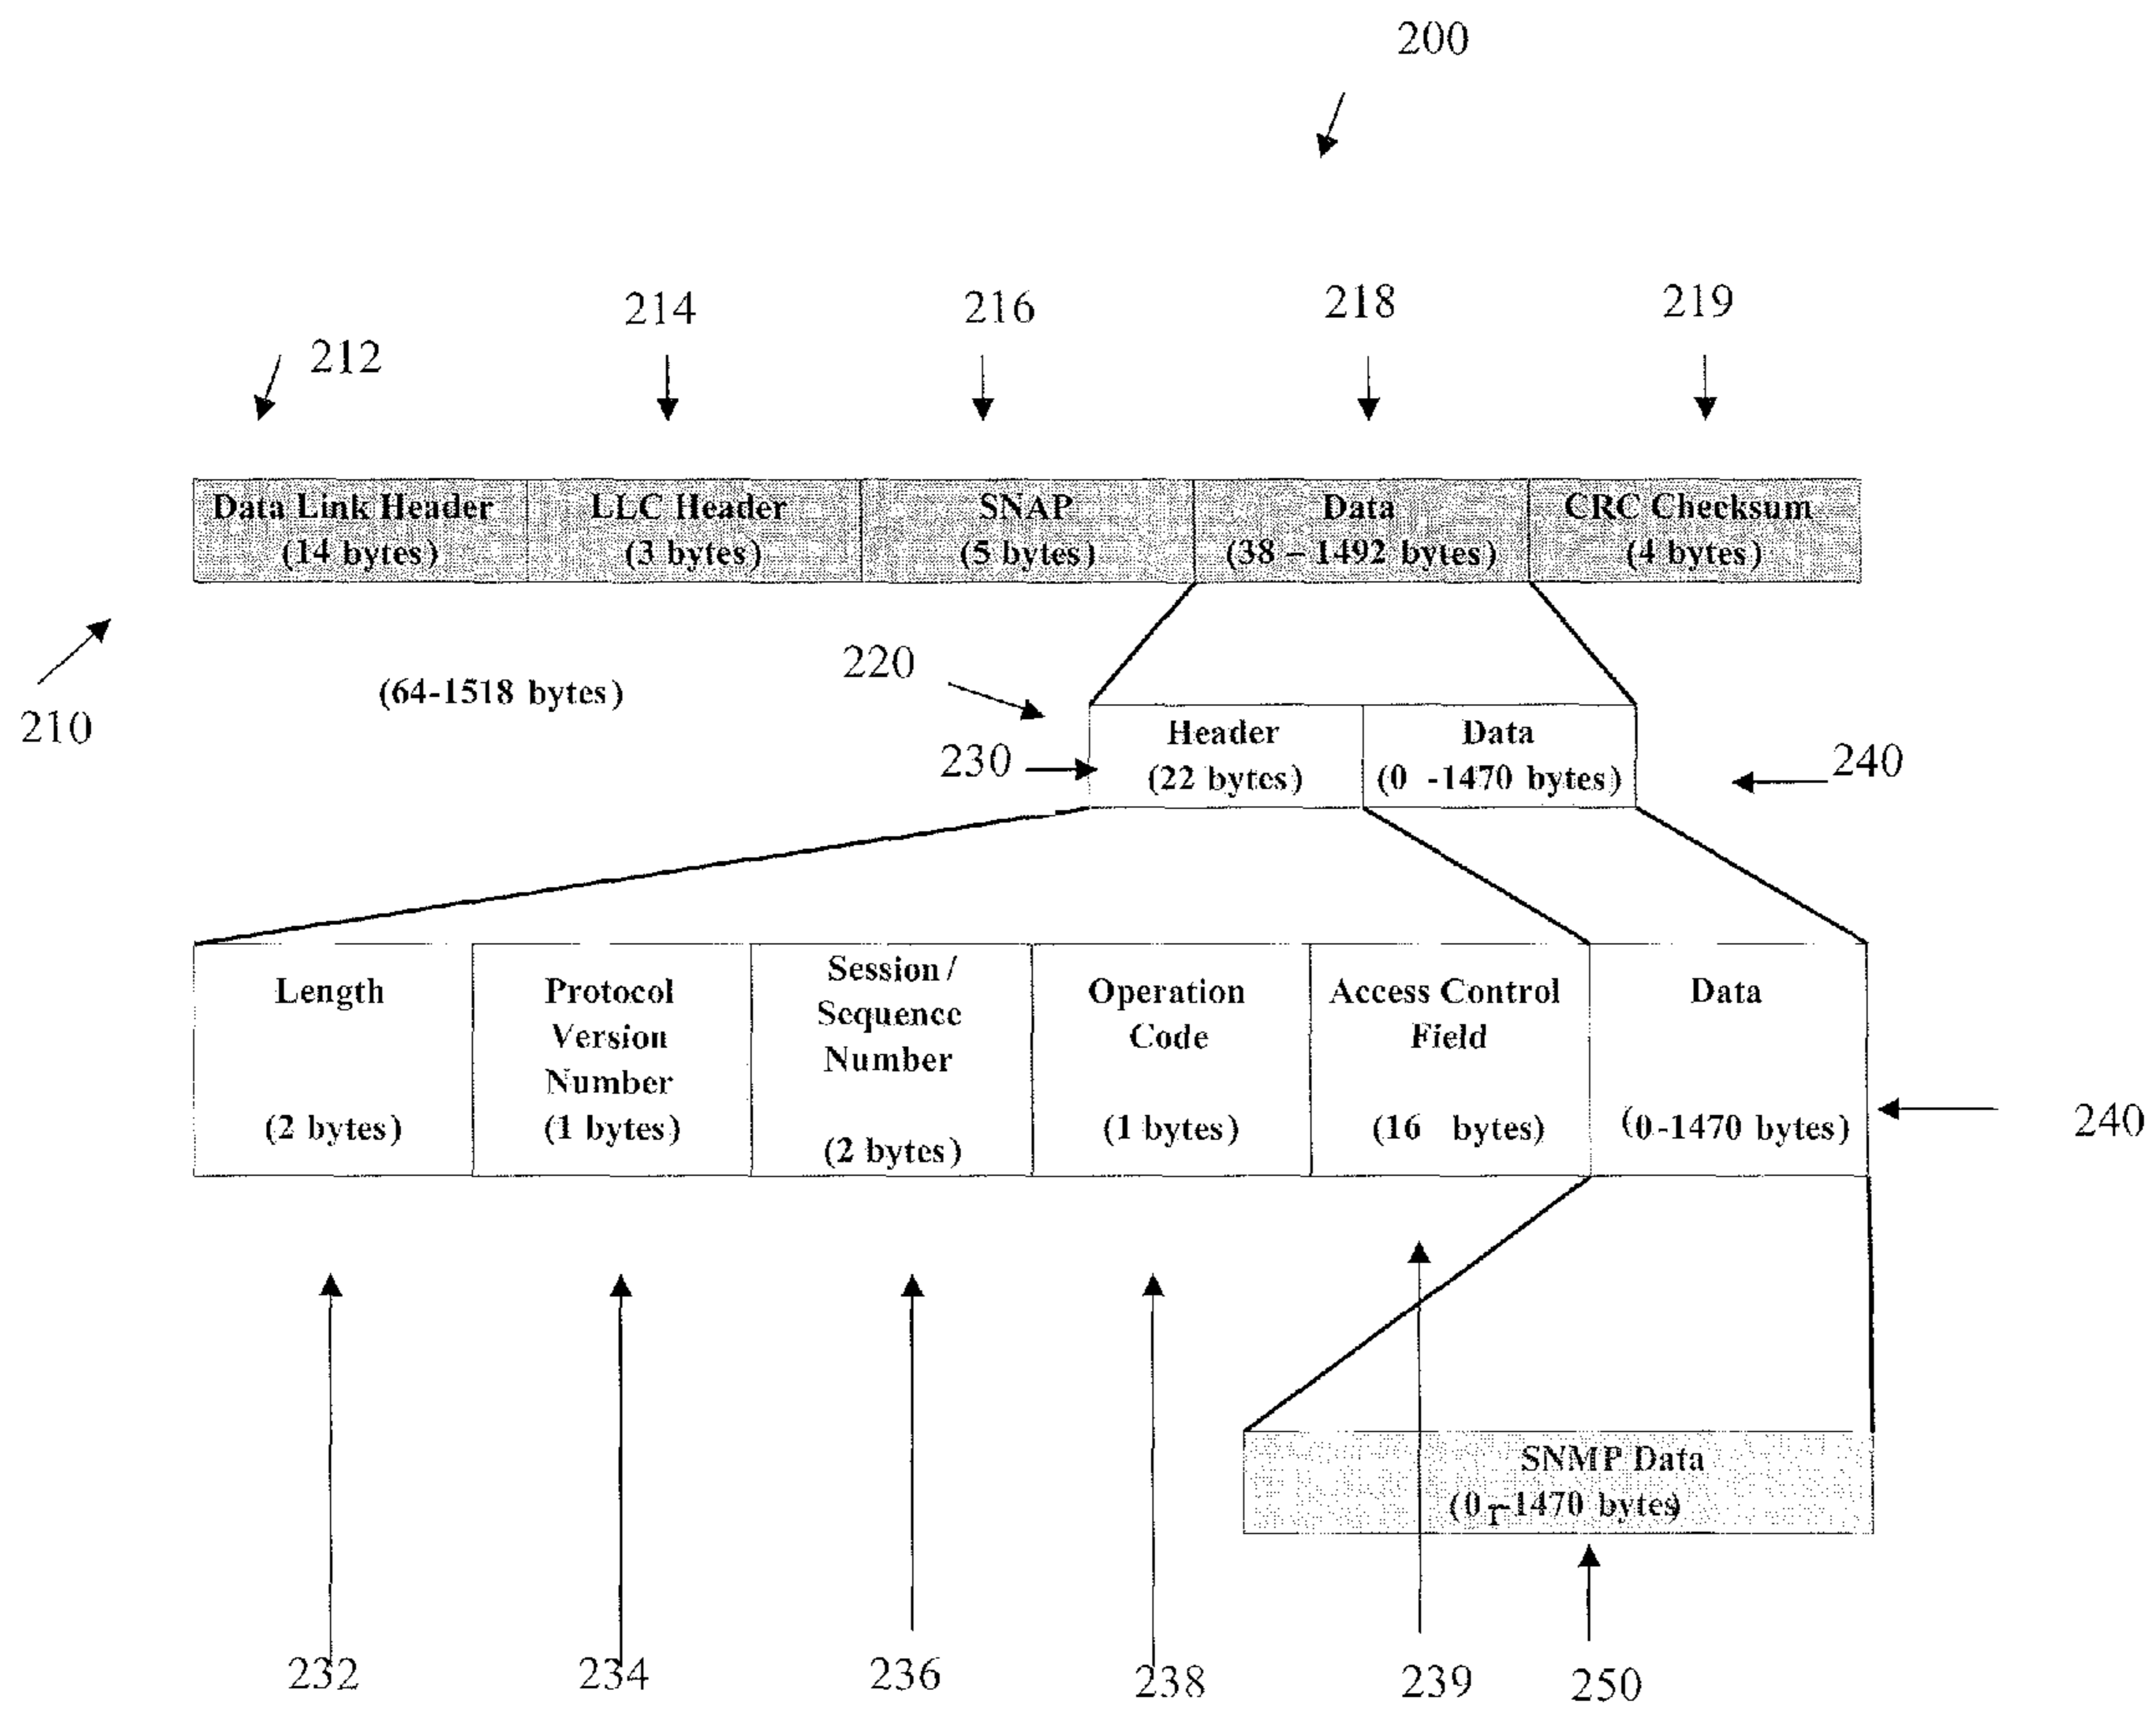 200
214
216
218
219
212
Data Link Header
(14 bytes)
LLC Header
(3 bytes)
SNAP
(5 bytes)
Data
(38 – 1492 bytes)
CRC Checksum
(4 bytes)
210
(64-1518 bytes)
220
230
Header
(22 bytes)
Data
(0 -1470 bytes)
240
Length
(2 bytes)
Protocol
Version
Number
(1 bytes)
Session/
Sequence
Number
(2 bytes)
Operation
Code
(1 bytes)
Access Control
Field
(16 bytes)
Data
(0-1470 bytes)
240
SNMP Data
(0 -1470 bytes)
232
234
236
238
239
250